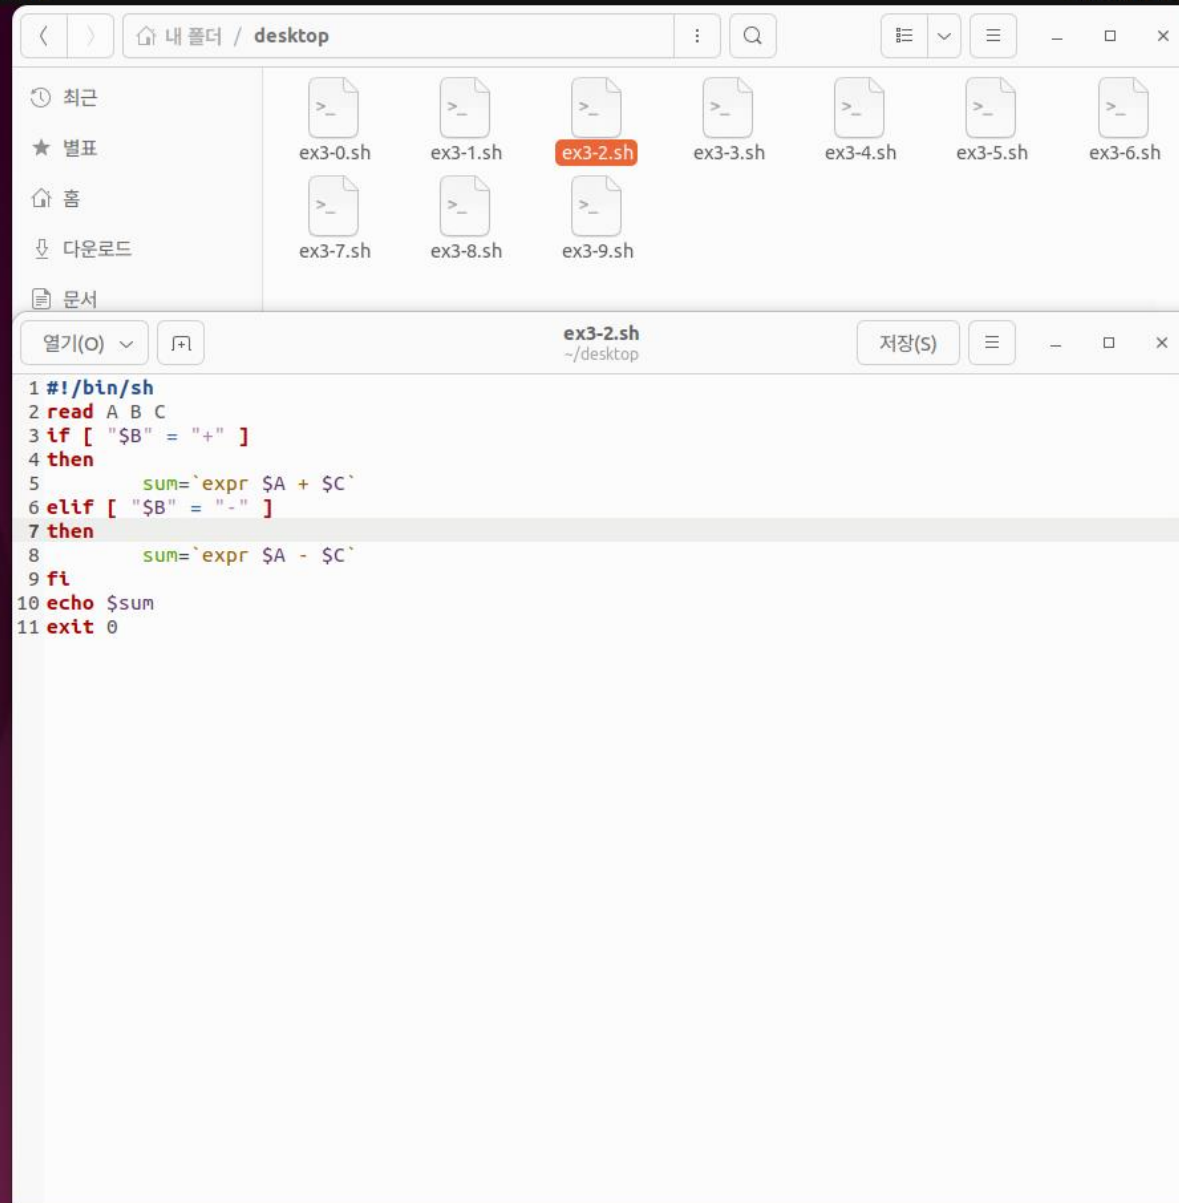 내 폴더 / desktop
최근
별표
홈
다운로드
문서
>_ >_ >_ >_ >_ >_ >_
ex3-0.sh ex3-1.sh ex3-2.sh ex3-3.sh ex3-4.sh ex3-5.sh ex3-6.sh
>_ >_ >_
ex3-7.sh ex3-8.sh ex3-9.sh
열기(O)
ex3-2.sh
~/desktop
저장(S)
1 #!/bin/sh
2 read A B C
3 if [ "$B" = "+" ]
4 then
5         sum=`expr $A + $C`
6 elif [ "$B" = "-" ]
7 then
8         sum=`expr $A - $C`
9 fi
10 echo $sum
11 exit 0